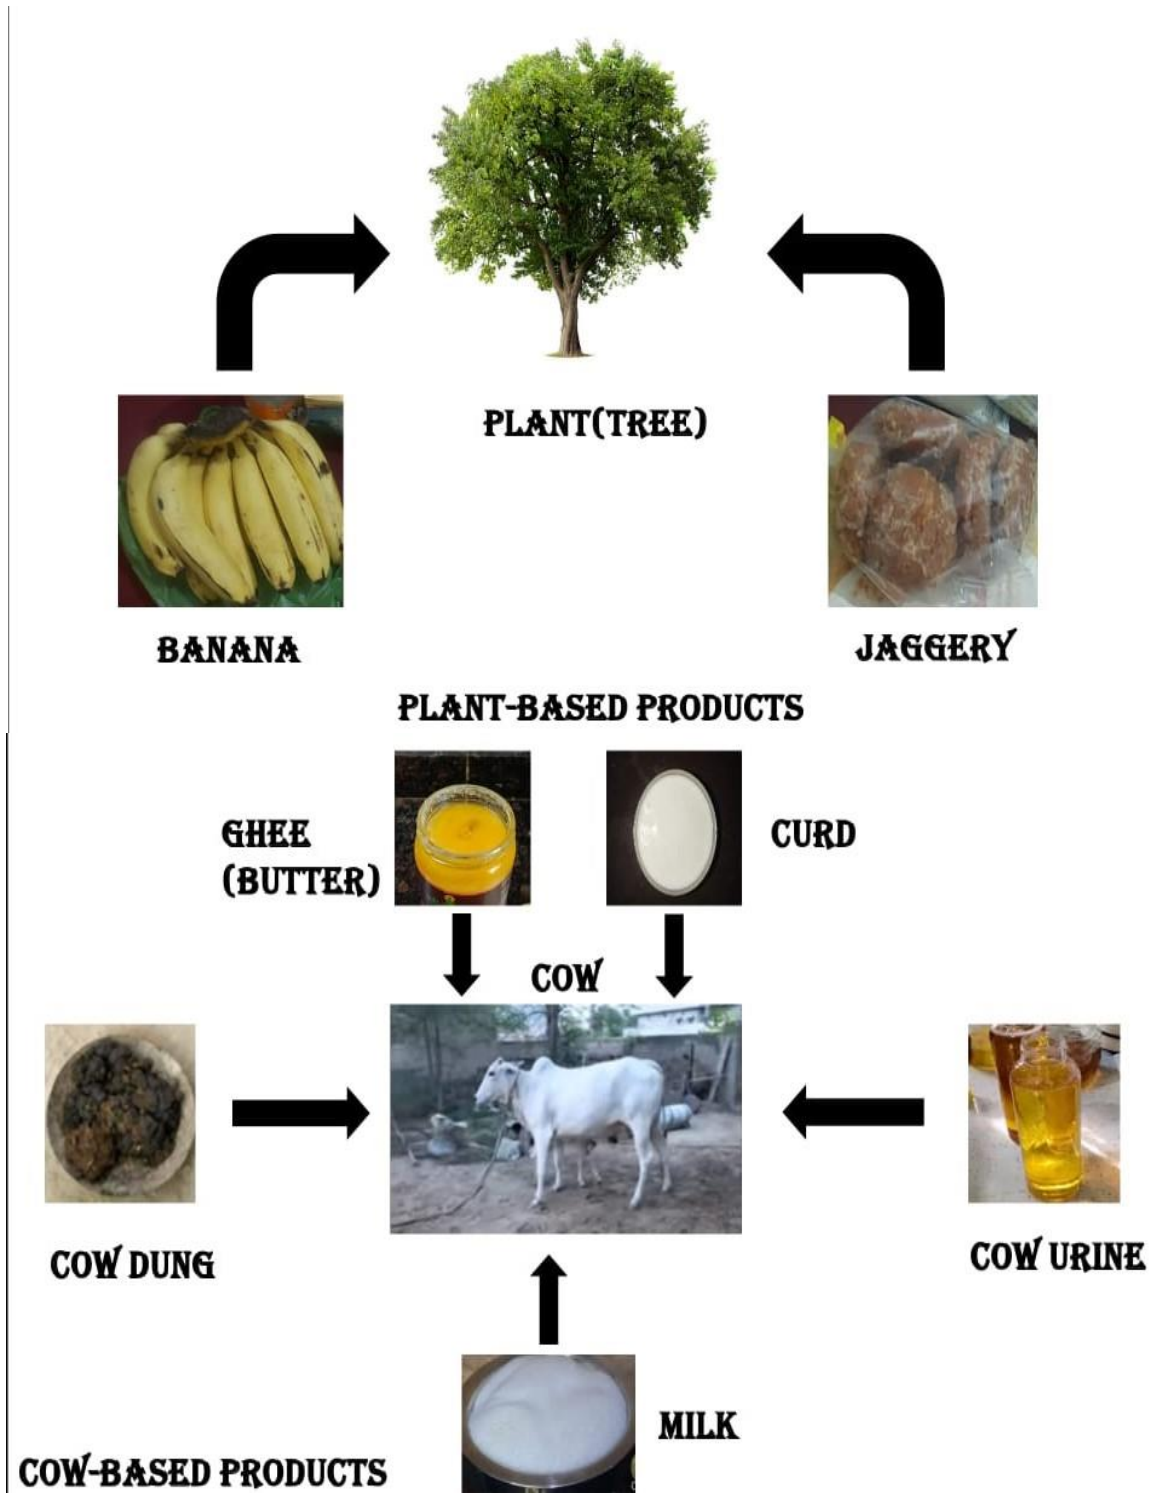 PLANT(TREE)
BANANA
JAGGERY
PLANT-BASED PRODUCTS
GHEE
(BUTTER)
CURD
COW
COW DUNG
COW URINE
MILK
COW-BASED PRODUCTS